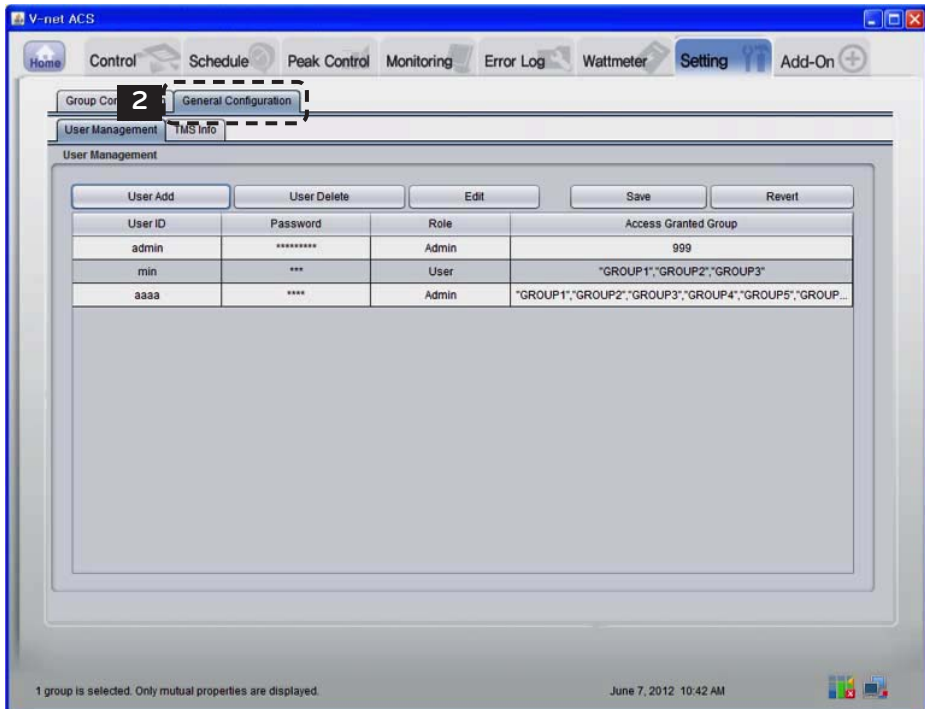 V-net ACS
Home Control Schedule Peak Control Monitoring Error Log Wattmeter Setting Add-On
Group Con 2 General Configuration
User Management TMS Info
User Management
User Add User Delete Edit Save Revert
User ID Password Role Access Granted Group
admin ********* Admin 999
min *** User "GROUP1","GROUP2","GROUP3"
aaaa **** Admin "GROUP1","GROUP2","GROUP3","GROUP4","GROUP5","GROUP...
1 group is selected. Only mutual properties are displayed. June 7, 2012 10:42 AM